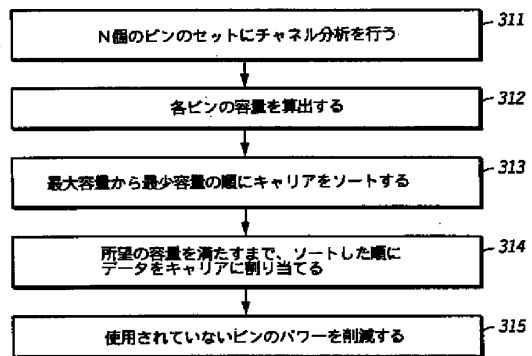 N個のビンのセットにチャネル分析を行う
311
各ビンの容量を算出する
312
最大容量から最少容量の順にキャリアをソートする
313
所望の容量を満たすまで、ソートした順に
データをキャリアに割り当てる
314
使用されていないビンのパワーを削減する
315